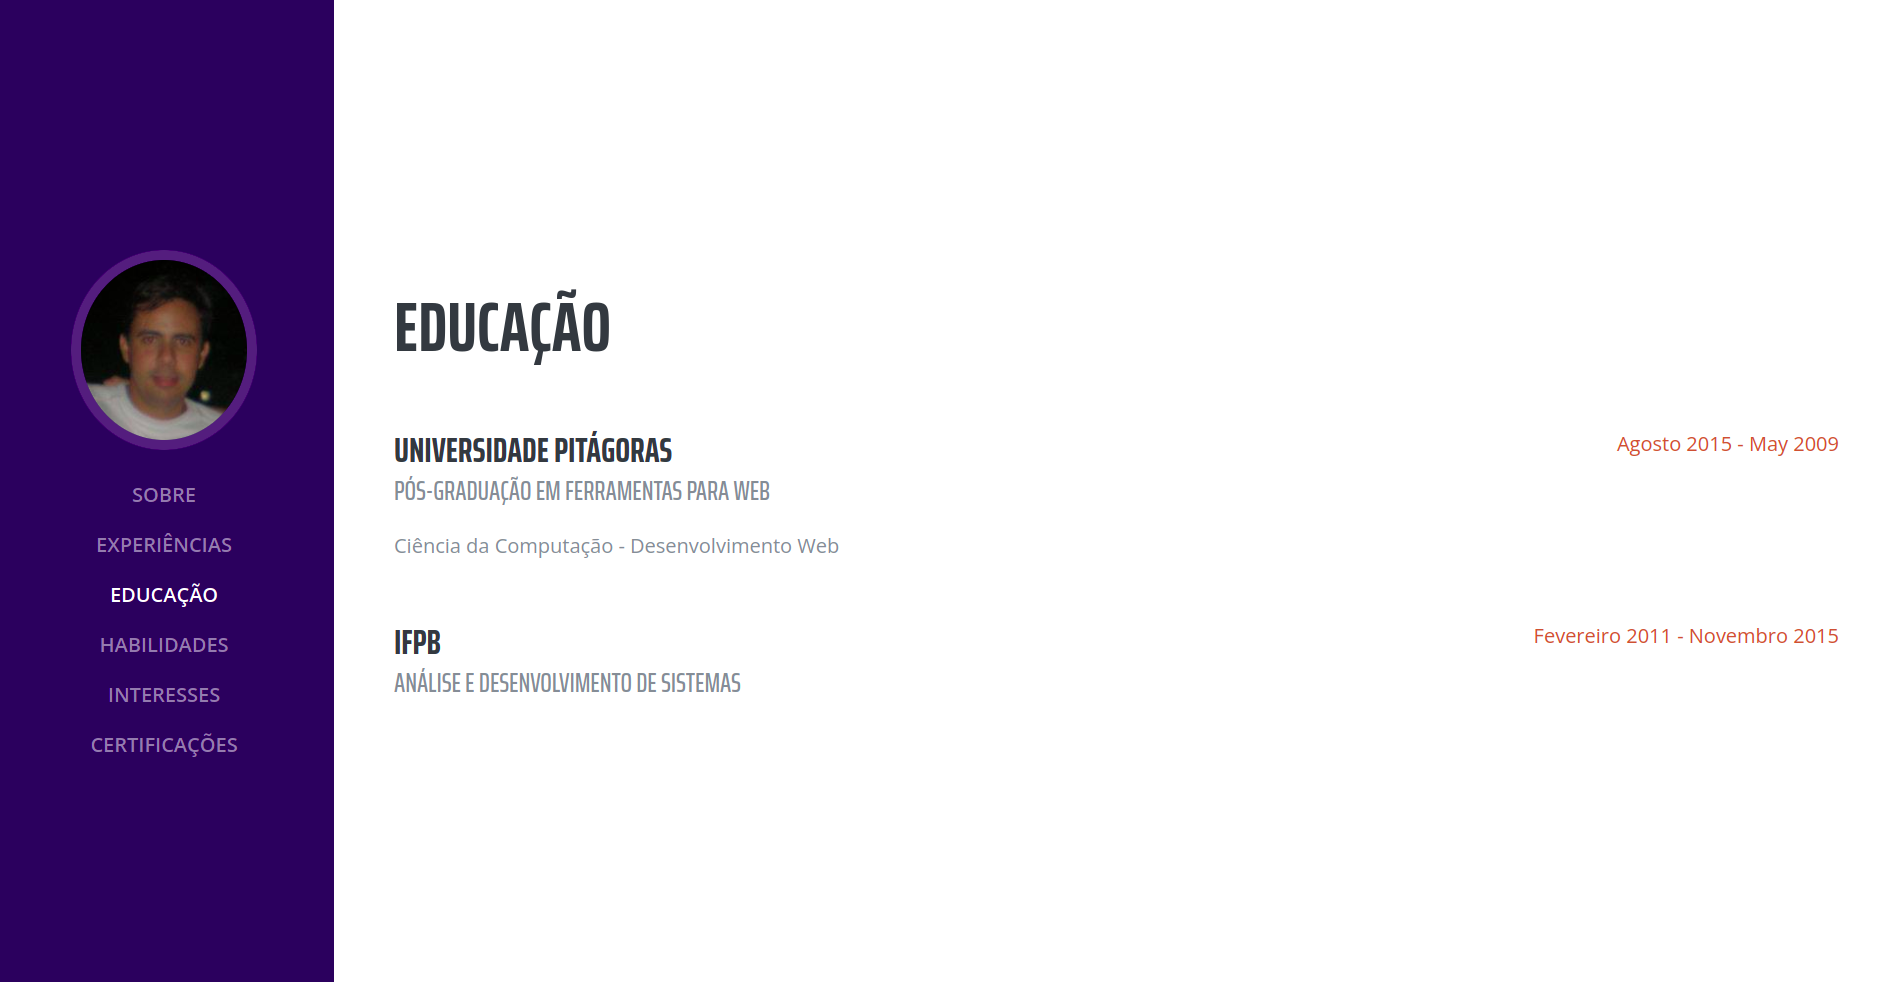 SOBRE
EXPERIÊNCIAS
EDUCAÇÃO
HABILIDADES
INTERESSES
CERTIFICAÇÕES
EDUCAÇÃO
UNIVERSIDADE PITÁGORAS
Agosto 2015 - May 2009
PÓS-GRADUAÇÃO EM FERRAMENTAS PARA WEB
Ciência da Computação - Desenvolvimento Web
IFPB
Fevereiro 2011 - Novembro 2015
ANÁLISE E DESENVOLVIMENTO DE SISTEMAS